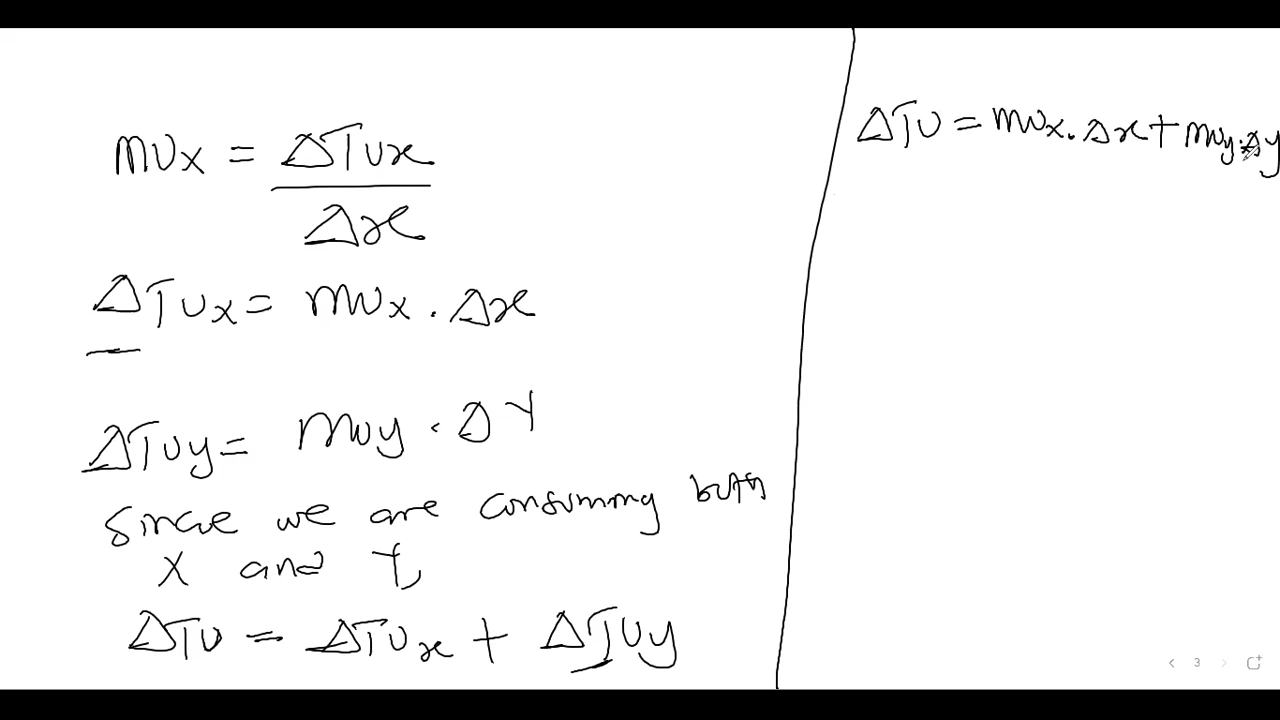 MUx = ΔTUx
Δx
ΔTUx = MUx . Δx
ΔTUy = MUy . ΔY
Since we are consuming both
X and Y,
ΔTU = ΔTUx + ΔTUy
ΔTU = MUx . Δx + MUy . Δy
3